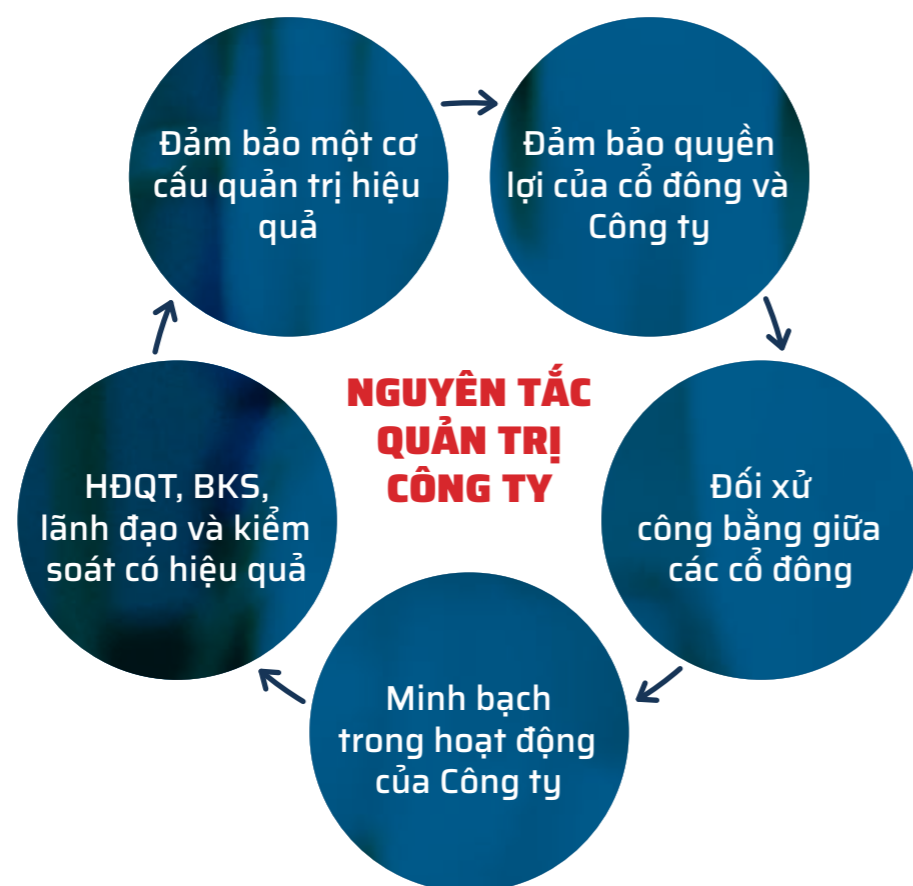 Đảm bảo một cơ
cấu quản trị hiệu
quả
Đảm bảo quyền
lợi của cổ đông và
Công ty
NGUYÊN TẮC
QUẢN TRỊ
CÔNG TY
Đối xử
công bằng giữa
các cổ đông
Minh bạch
trong hoạt động
của Công ty
HĐQT, BKS,
lãnh đạo và kiểm
soát có hiệu quả